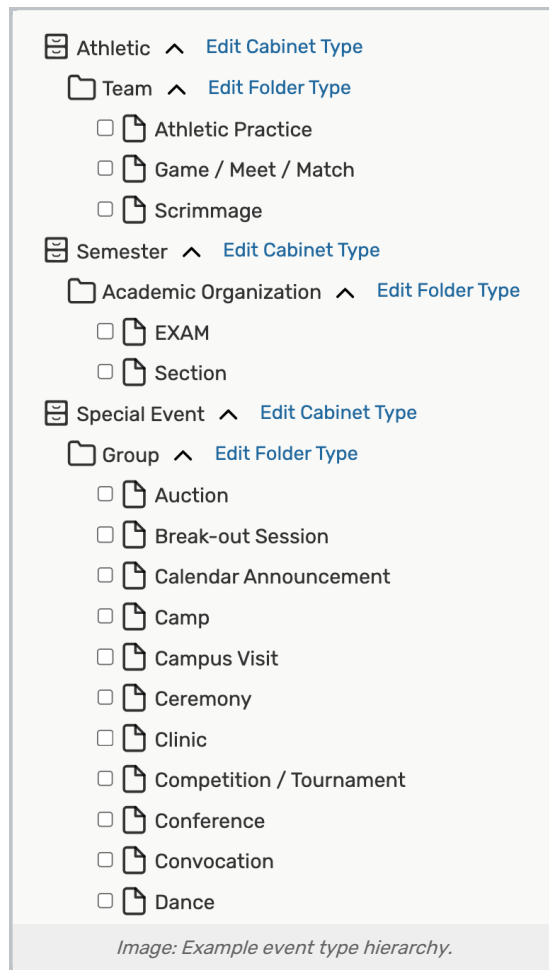 Athletic Edit Cabinet Type
Team Edit Folder Type
Athletic Practice
Game / Meet / Match
Scrimmage
Semester Edit Cabinet Type
Academic Organization Edit Folder Type
EXAM
Section
Special Event Edit Cabinet Type
Group Edit Folder Type
Auction
Break-out Session
Calendar Announcement
Camp
Campus Visit
Ceremony
Clinic
Competition / Tournament
Conference
Convocation
Dance
Image: Example event type hierarchy.